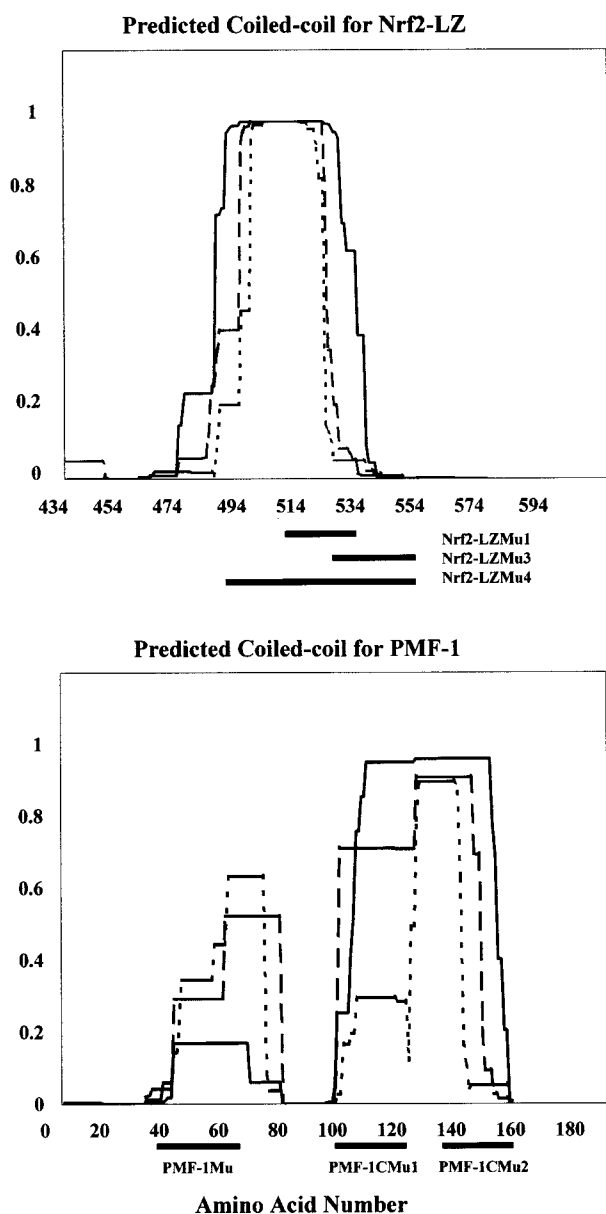 Predicted Coiled-coil for Nrf2-LZ
1
0.8
0.6
0.4
0.2
0
434 454 474 494 514 534 554 574 594
Nrf2-LZMu1
Nrf2-LZMu3
Nrf2-LZMu4
Predicted Coiled-coil for PMF-1
1
0.8
0.6
0.4
0.2
0
0 20 40 60 80 100 120 140 160 180
PMF-1Mu PMF-1CMu1 PMF-1CMu2
Amino Acid Number